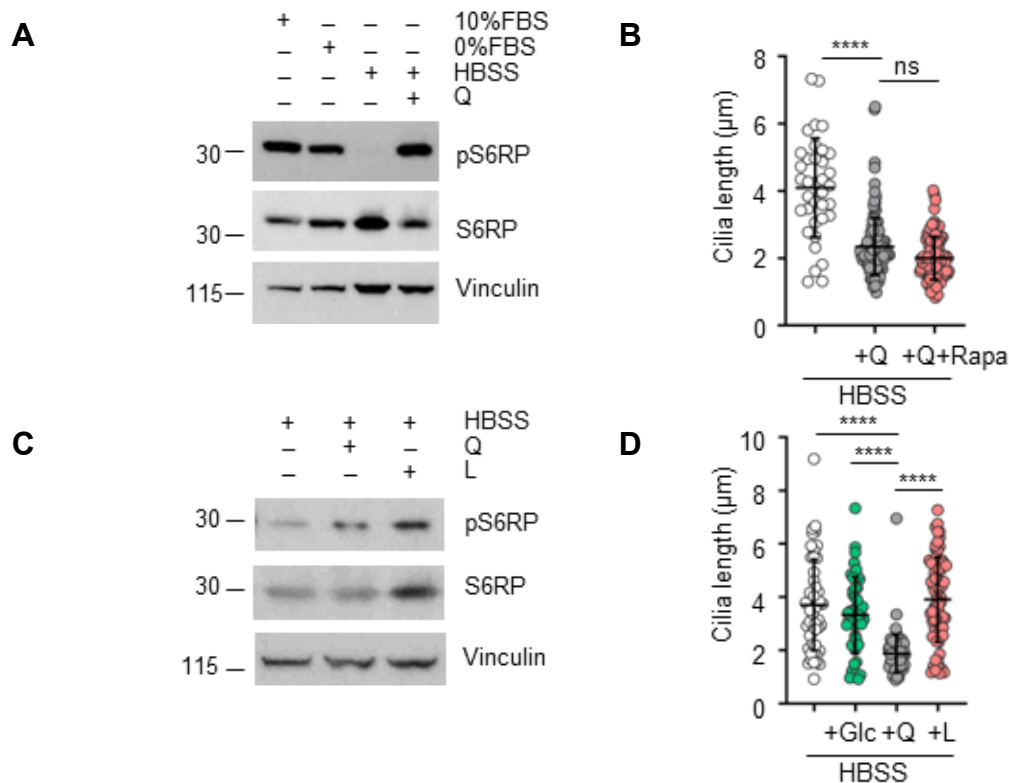 A
+ – – – 10%FBS
– + – – 0%FBS
– – + + HBSS
– – – + Q
30 pS6RP
30 S6RP
115 Vinculin
B
Cilia length (µm)
8
6
4
2
0
****
ns
+Q +Q+Rapa
HBSS
C
+ + + HBSS
– + – Q
– – + L
30 pS6RP
30 S6RP
115 Vinculin
D
Cilia length (µm)
10
8
6
4
2
0
****
****
****
+Glc +Q +L
HBSS